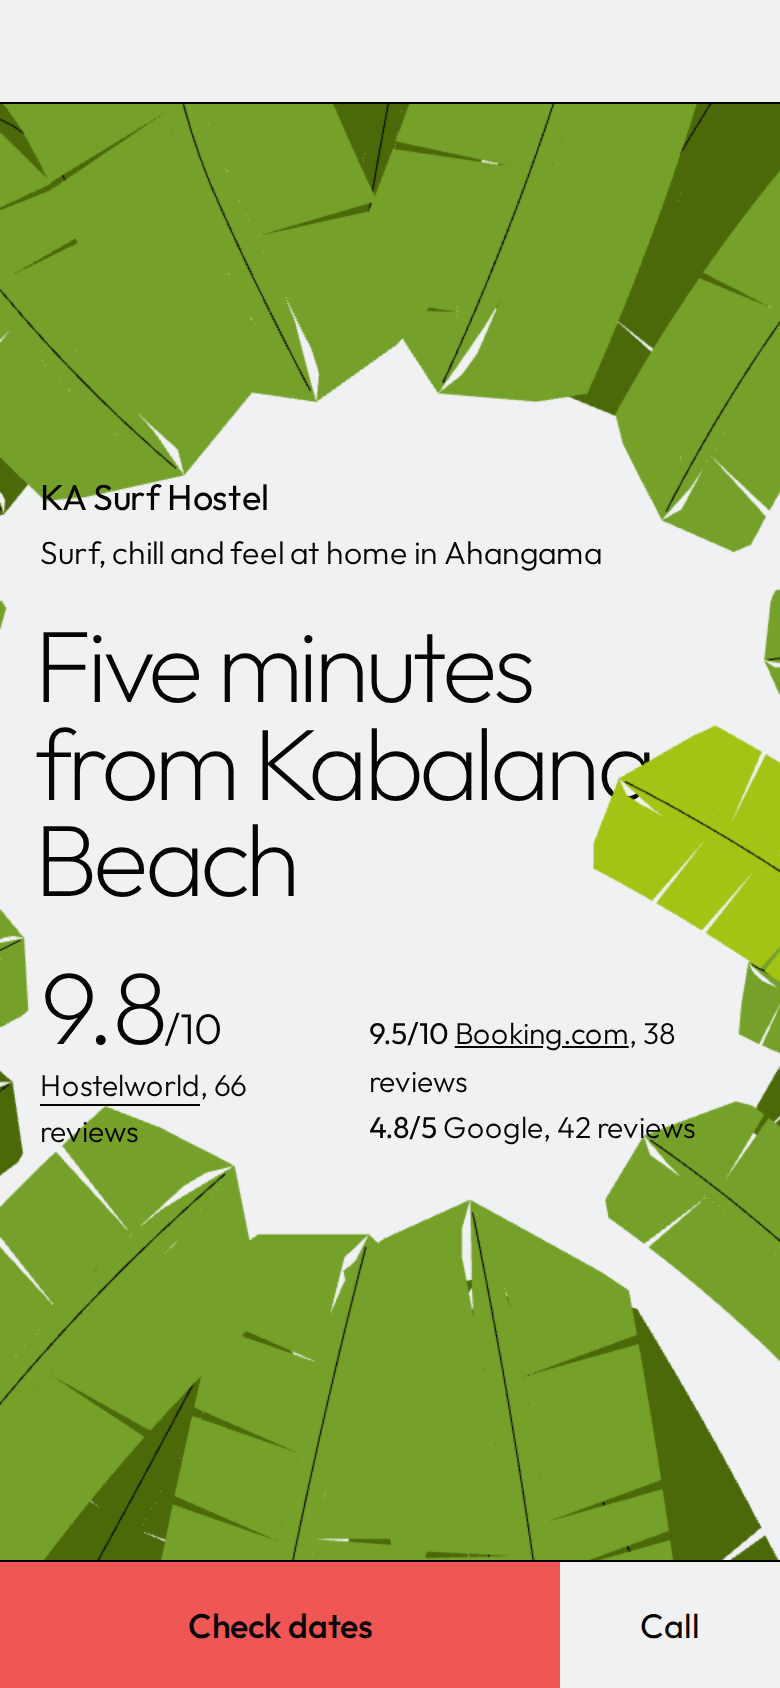 KA Surf Hostel
Surf, chill and feel at home in Ahangama
Five minutes
from Kabalana
Beach
9.8/10
Hostelworld, 66
reviews
9.5/10 Booking.com, 38
reviews
4.8/5 Google, 42 reviews
Check dates
Call